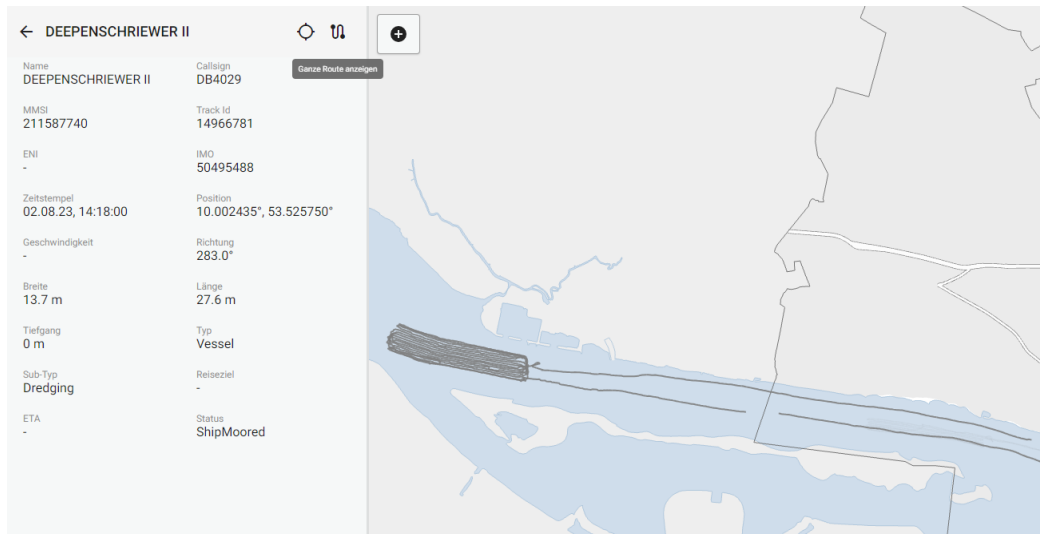 DEEPENSCHRIEWER II
Ganze Route anzeigen
Name Callsign
DEEPENSCHRIEWER II DB4029
MMSI Track Id
211587740 14966781
ENI IMO
- 50495488
Zeitstempel Position
02.08.23, 14:18:00 10.002435°, 53.525750°
Geschwindigkeit Richtung
- 283.0°
Breite Länge
13.7 m 27.6 m
Tiefgang Typ
0 m Vessel
Sub-Typ Reiseziel
Dredging -
ETA Status
- ShipMoored